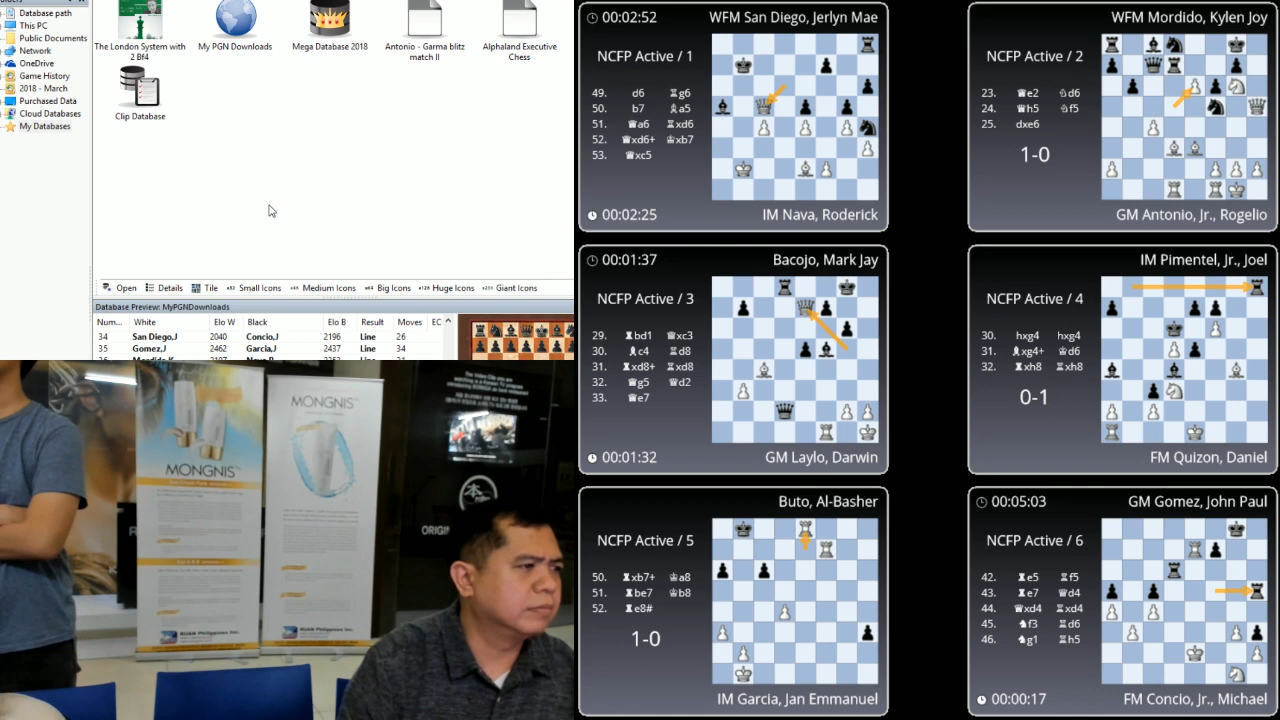 Database path
This PC
Public Documents
Network
OneDrive
Game History
2018 - March
Purchased Data
Cloud Databases
My Databases
The London System with
2 Bf4
My PGN Downloads
Mega Database 2018
Antonio - Garma blitz
match II
Alphaland Executive
Chess
Clip Database
Open Details Tile Small Icons Medium Icons Big Icons Huge Icons Giant Icons
Database Preview: MyPGNDownloads
Num... White Elo W Black Elo B Result Moves EC
34 San Diego,J 2040 Concio,J 2196 Line 26
35 Gomez,J 2462 Garcia,J 2437 Line 34
MONGNIS
MONGNIS
ORIGIN
00:02:52 WFM San Diego, Jerlyn Mae
NCFP Active / 1
49. d6 ♖g6
50. b7 ♗a5
51. ♛a6 ♖xd6
52. ♛xd6+ ♔xb7
53. ♛xc5
00:02:25 IM Nava, Roderick
WFM Mordido, Kylen Joy
NCFP Active / 2
23. ♛e2 ♘d6
24. ♛h5 ♘f5
25. dxe6
1-0
GM Antonio, Jr., Rogelio
00:01:37 Bacojo, Mark Jay
NCFP Active / 3
29. ♜bd1 ♕xc3
30. ♝c4 ♖d8
31. ♜xd8+ ♖xd8
32. ♛g5 ♕d2
33. ♛e7
00:01:32 GM Laylo, Darwin
IM Pimentel, Jr., Joel
NCFP Active / 4
30. hxg4 hxg4
31. ♝xg4+ ♔d6
32. ♜xh8 ♖xh8
0-1
FM Quizon, Daniel
Buto, Al-Basher
NCFP Active / 5
50. ♜xb7+ ♔a8
51. ♜be7 ♔b8
52. ♜e8#
1-0
IM Garcia, Jan Emmanuel
00:05:03 GM Gomez, John Paul
NCFP Active / 6
42. ♜e5 ♖f5
43. ♜e7 ♕d4
44. ♛xd4 ♖xd4
45. ♞f3 ♖d6
46. ♞g1 ♖h5
00:00:17 FM Concio, Jr., Michael